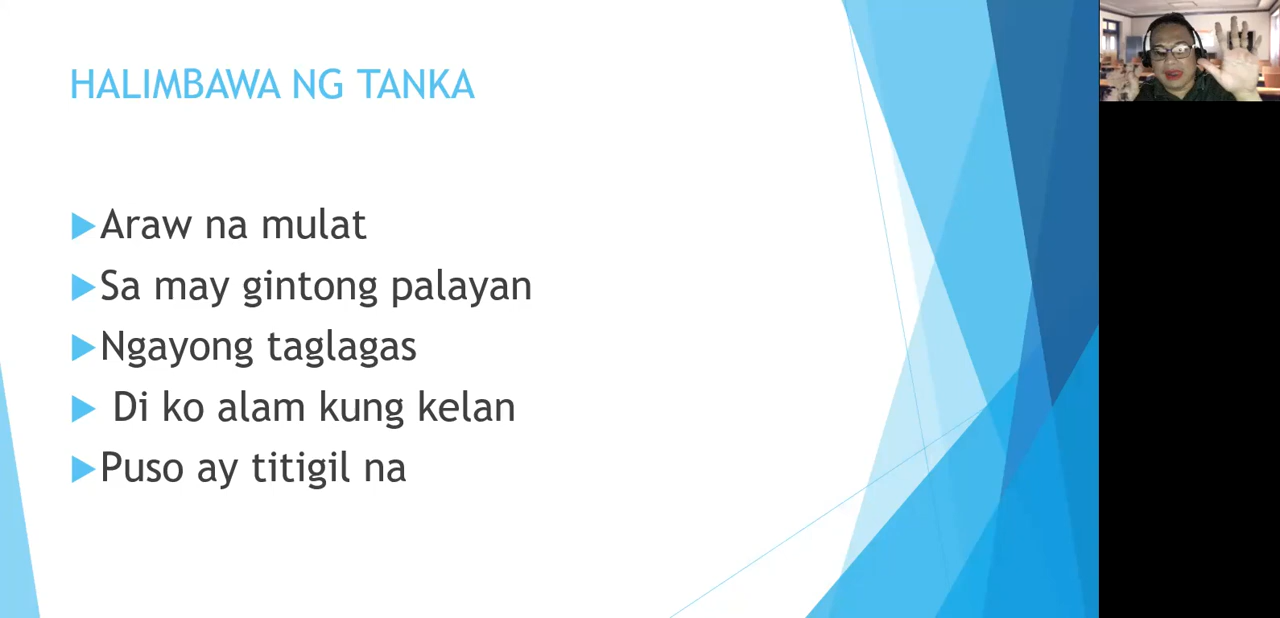 HALIMBAWA NG TANKA
Araw na mulat
Sa may gintong palayan
Ngayong taglagas
Di ko alam kung kelan
Puso ay titigil na